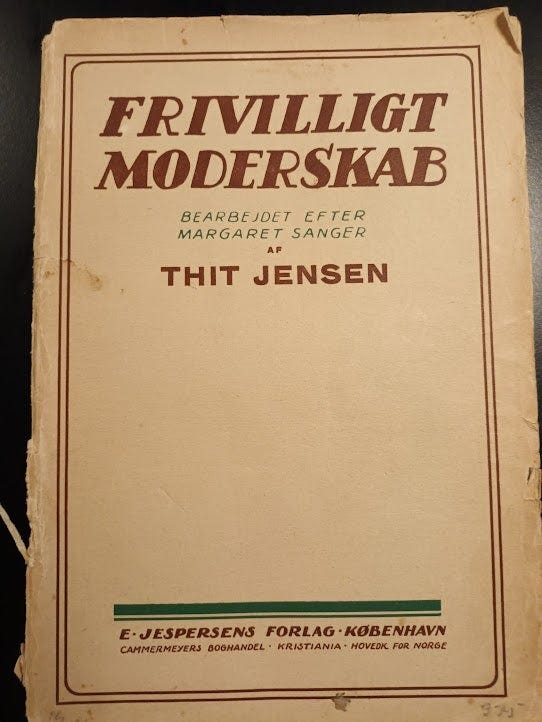 FRIVILLIGT
MODERSKAB
BEARBEJDET EFTER
MARGARET SANGER
AF
THIT JENSEN
E · JESPERSENS FORLAG · KØBENHAVN
CAMMERMEYERS BOGHANDEL · KRISTIANIA · HOVEDK. FOR NORGE